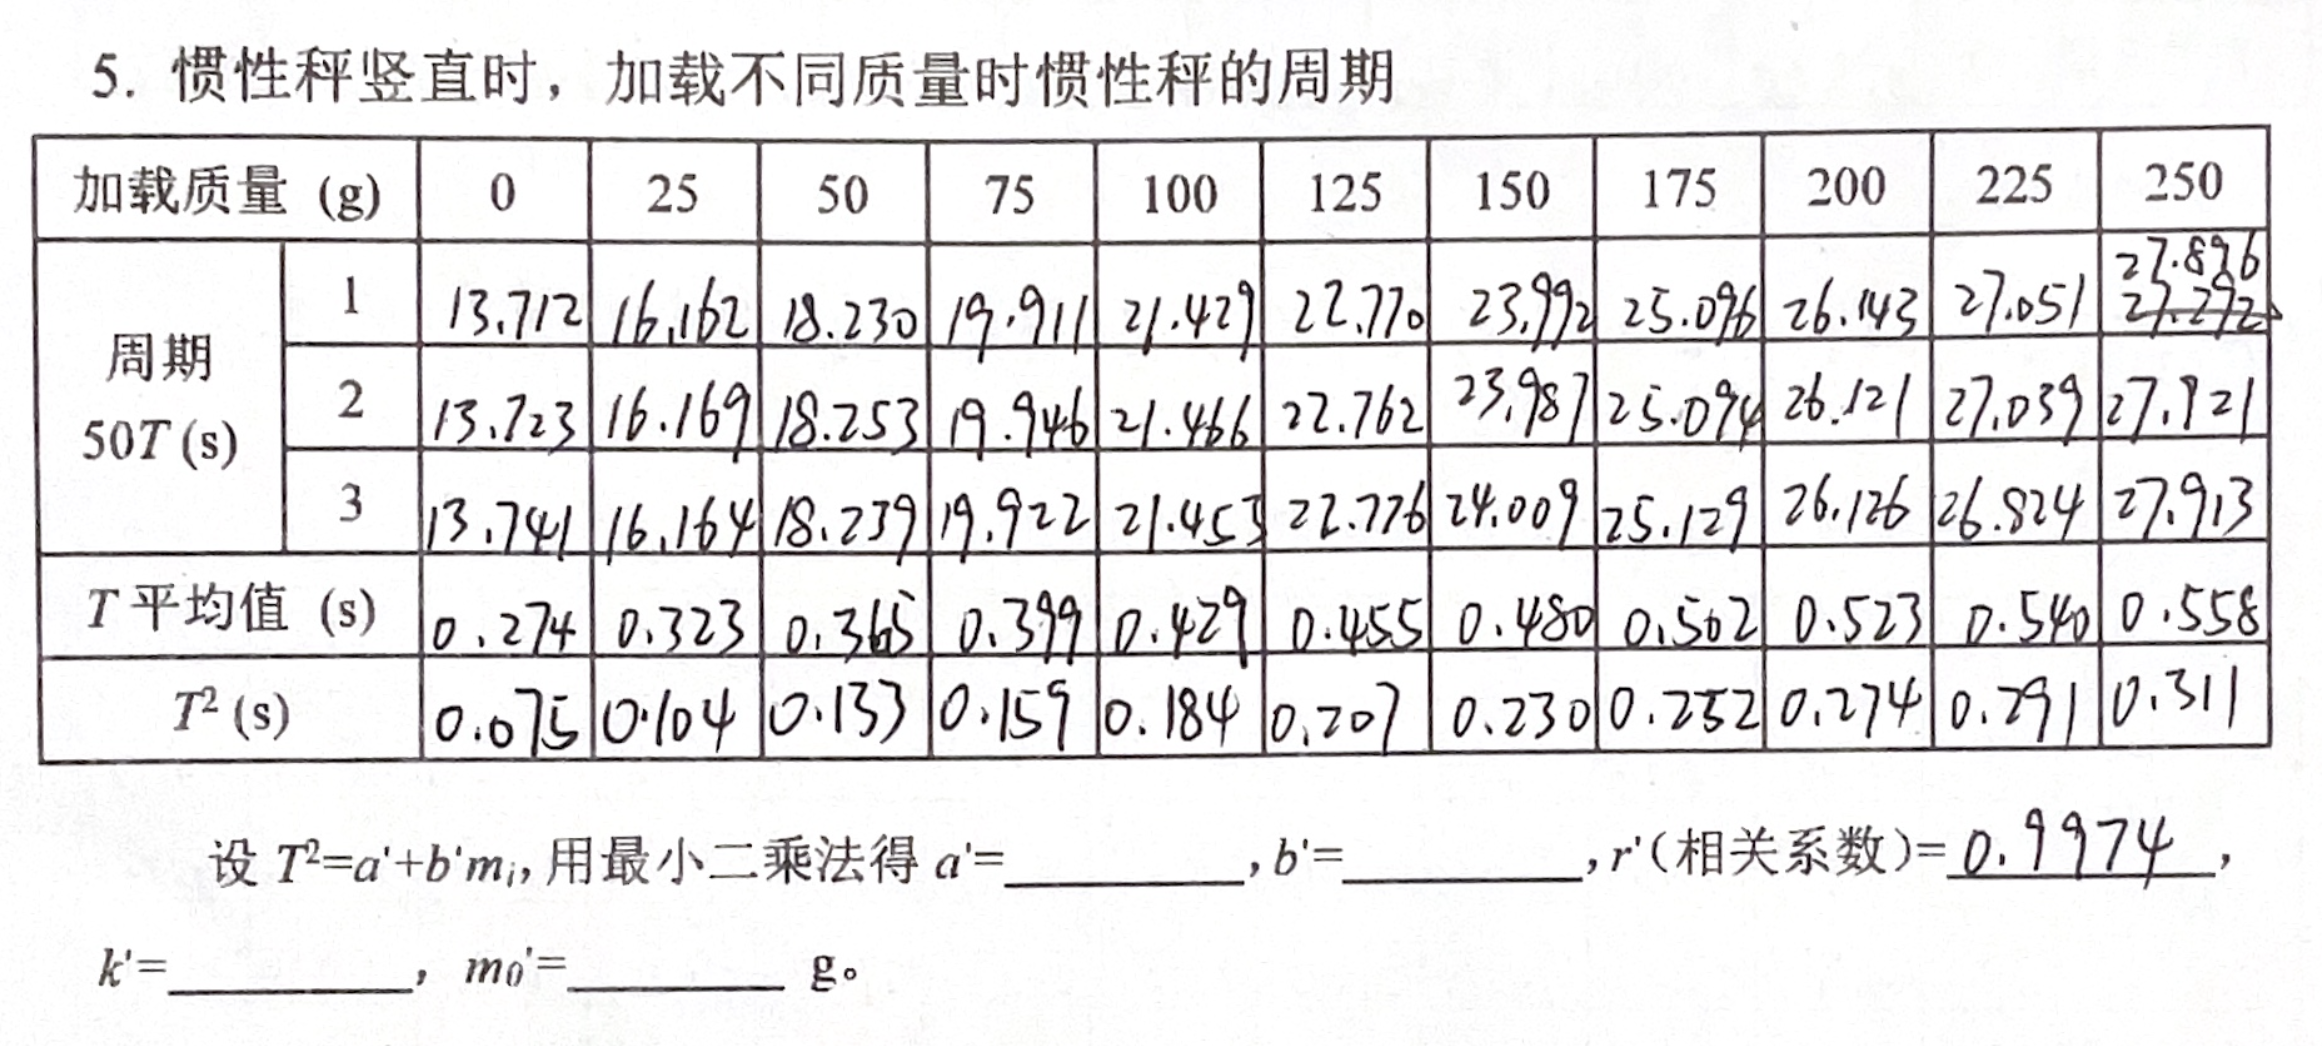 5. 惯性秤竖直时，加载不同质量时惯性秤的周期
加载质量 (g) 0 25 50 75 100 125 150 175 200 225 250
周期 50T (s)
1 13.712 16.162 18.230 19.911 21.429 22.770 23.992 25.096 26.143 27.051 27.896 27.292
2 13.723 16.169 18.253 19.946 21.466 22.762 23.987 25.094 26.121 27.039 27.921
3 13.741 16.164 18.239 19.922 21.453 22.776 24.009 25.129 26.126 26.824 27.913
T 平均值 (s) 0.274 0.323 0.365 0.399 0.429 0.455 0.480 0.502 0.523 0.540 0.558
T² (s) 0.075 0.104 0.133 0.159 0.184 0.207 0.230 0.252 0.274 0.291 0.311
设 T²=a'+b'mᵢ, 用最小二乘法得 a'=________, b'=________, r'(相关系数)=0.9974，
k'=________， m₀'=________ g。